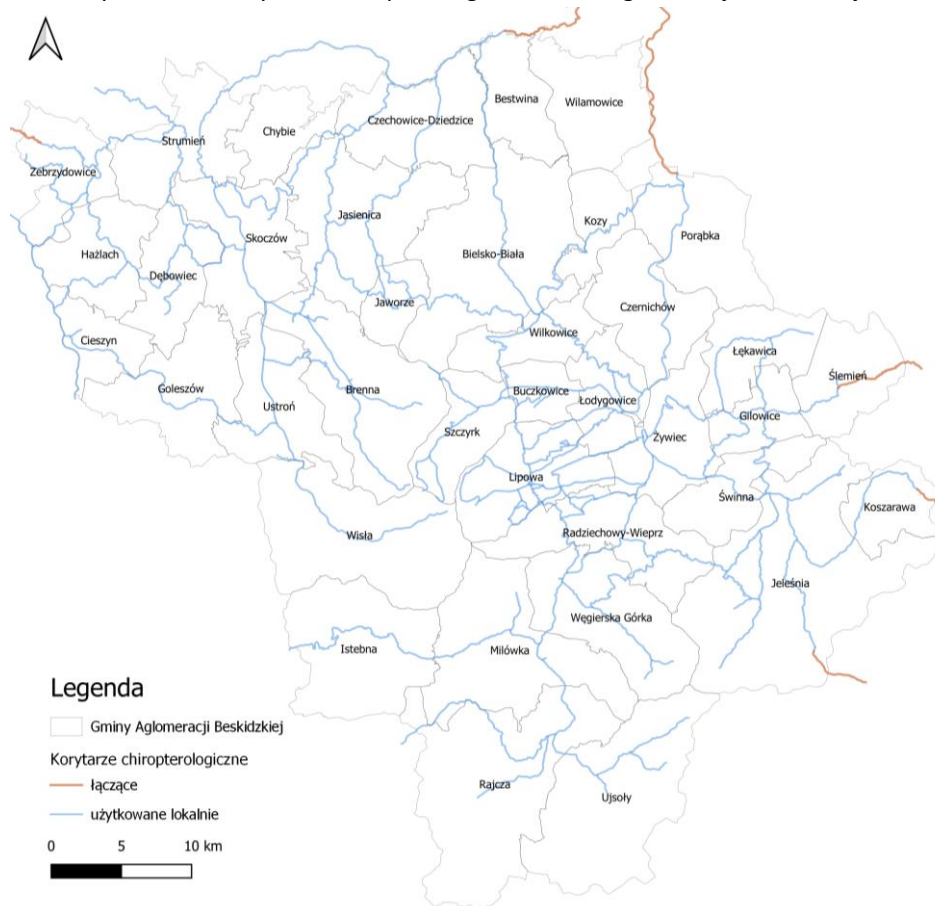 Bestwina
Wilamowice
Czechowice-Dziedzice
Chybie
Strumień
Zebrzydowice
Kozy
Jasienica
Porąbka
Skoczów
Hażlach
Bielsko-Biała
Dębowiec
Jaworze
Czernichów
Wilkowice
Cieszyn
Łękawica
Ślemień
Goleszów
Brenna
Buczkowice
Łodygowice
Ustroń
Gilowice
Szczyrk
Żywiec
Lipowa
Świnna
Koszarawa
Wisła
Radziechowy-Wieprz
Jeleśnia
Węgierska Górka
Istebna
Milówka
Rajcza
Ujsoły
Legenda
Gminy Aglomeracji Beskidzkiej
Korytarze chiropterologiczne
łączące
użytkowane lokalnie
0 5 10 km